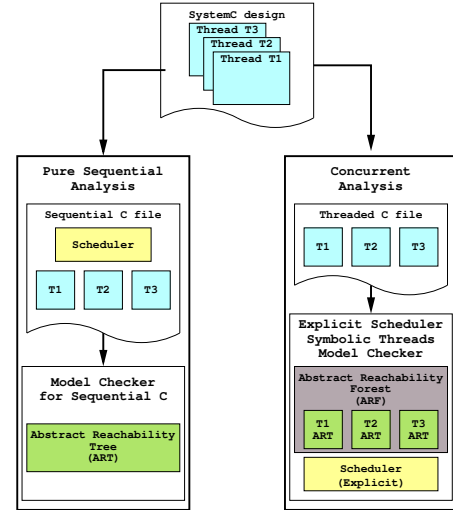 SystemC design
Thread T3
Thread T2
Thread T1
Pure Sequential
Analysis
Sequential C file
Scheduler
T1 T2 T3
Model Checker
for Sequential C
Abstract Reachability
Tree
(ART)
Concurrent
Analysis
Threaded C file
T1 T2 T3
Explicit Scheduler
Symbolic Threads
Model Checker
Abstract Reachability
Forest
(ARF)
T1 T2 T3
ART ART ART
Scheduler
(Explicit)